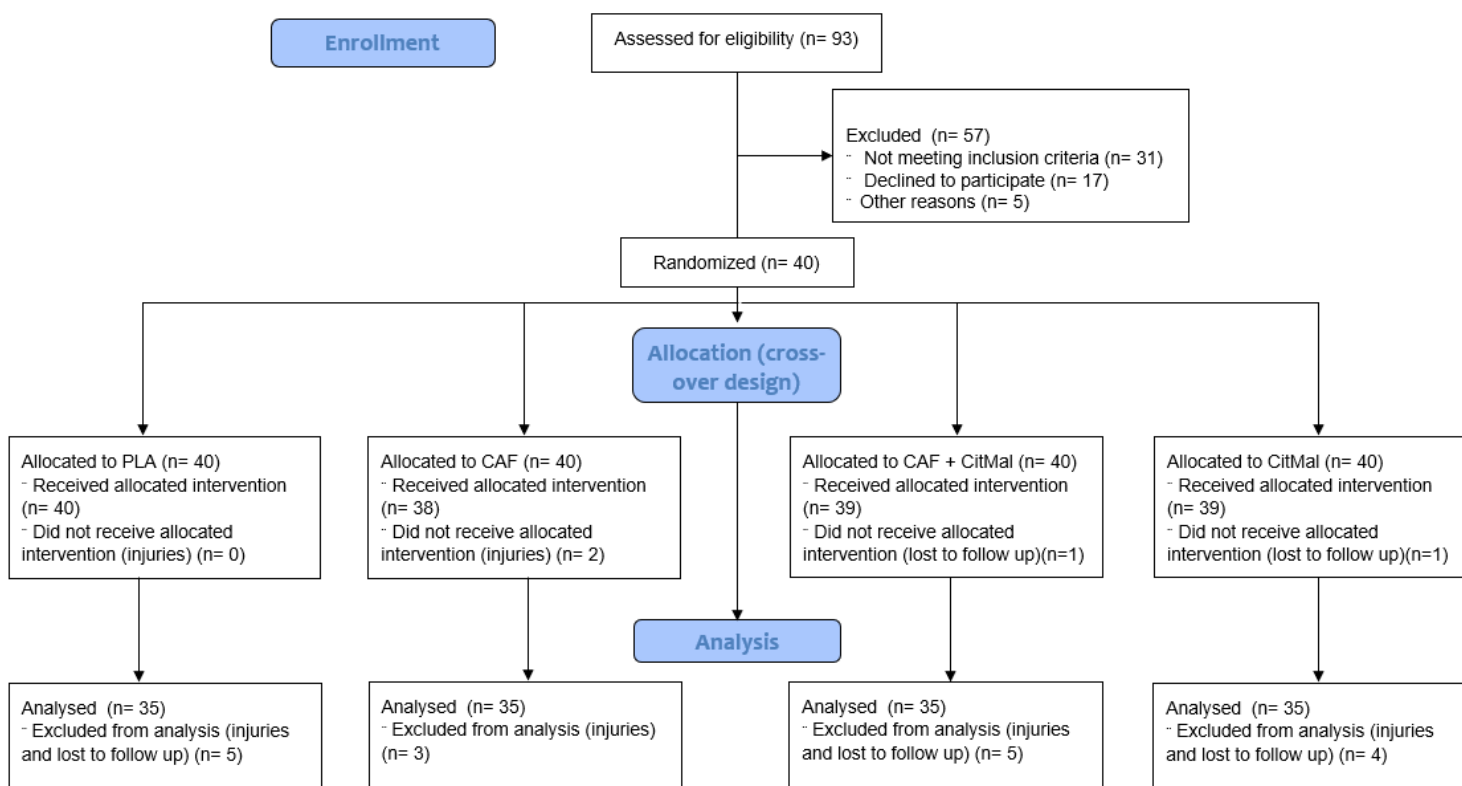 Enrollment
Assessed for eligibility (n= 93)
Excluded  (n= 57)
¨ Not meeting inclusion criteria (n= 31)
¨ Declined to participate (n= 17)
¨ Other reasons (n= 5)
Randomized (n= 40)
Allocation (cross-
over design)
Allocated to PLA (n= 40)
¨ Received allocated intervention
(n= 40)
¨ Did not receive allocated
intervention (injuries) (n= 0)
Allocated to CAF (n= 40)
¨ Received allocated intervention
(n= 38)
¨ Did not receive allocated
intervention (injuries) (n= 2)
Allocated to CAF + CitMal (n= 40)
¨ Received allocated intervention
(n= 39)
¨ Did not receive allocated
intervention (lost to follow up)(n=1)
Allocated to CitMal (n= 40)
¨ Received allocated intervention
(n= 39)
¨ Did not receive allocated
intervention (lost to follow up)(n=1)
Analysis
Analysed  (n= 35)
¨ Excluded from analysis (injuries
and lost to follow up) (n= 5)
Analysed  (n= 35)
¨ Excluded from analysis (injuries)
(n= 3)
Analysed  (n= 35)
¨ Excluded from analysis (injuries
and lost to follow up) (n= 5)
Analysed  (n= 35)
¨ Excluded from analysis (injuries
and lost to follow up) (n= 4)